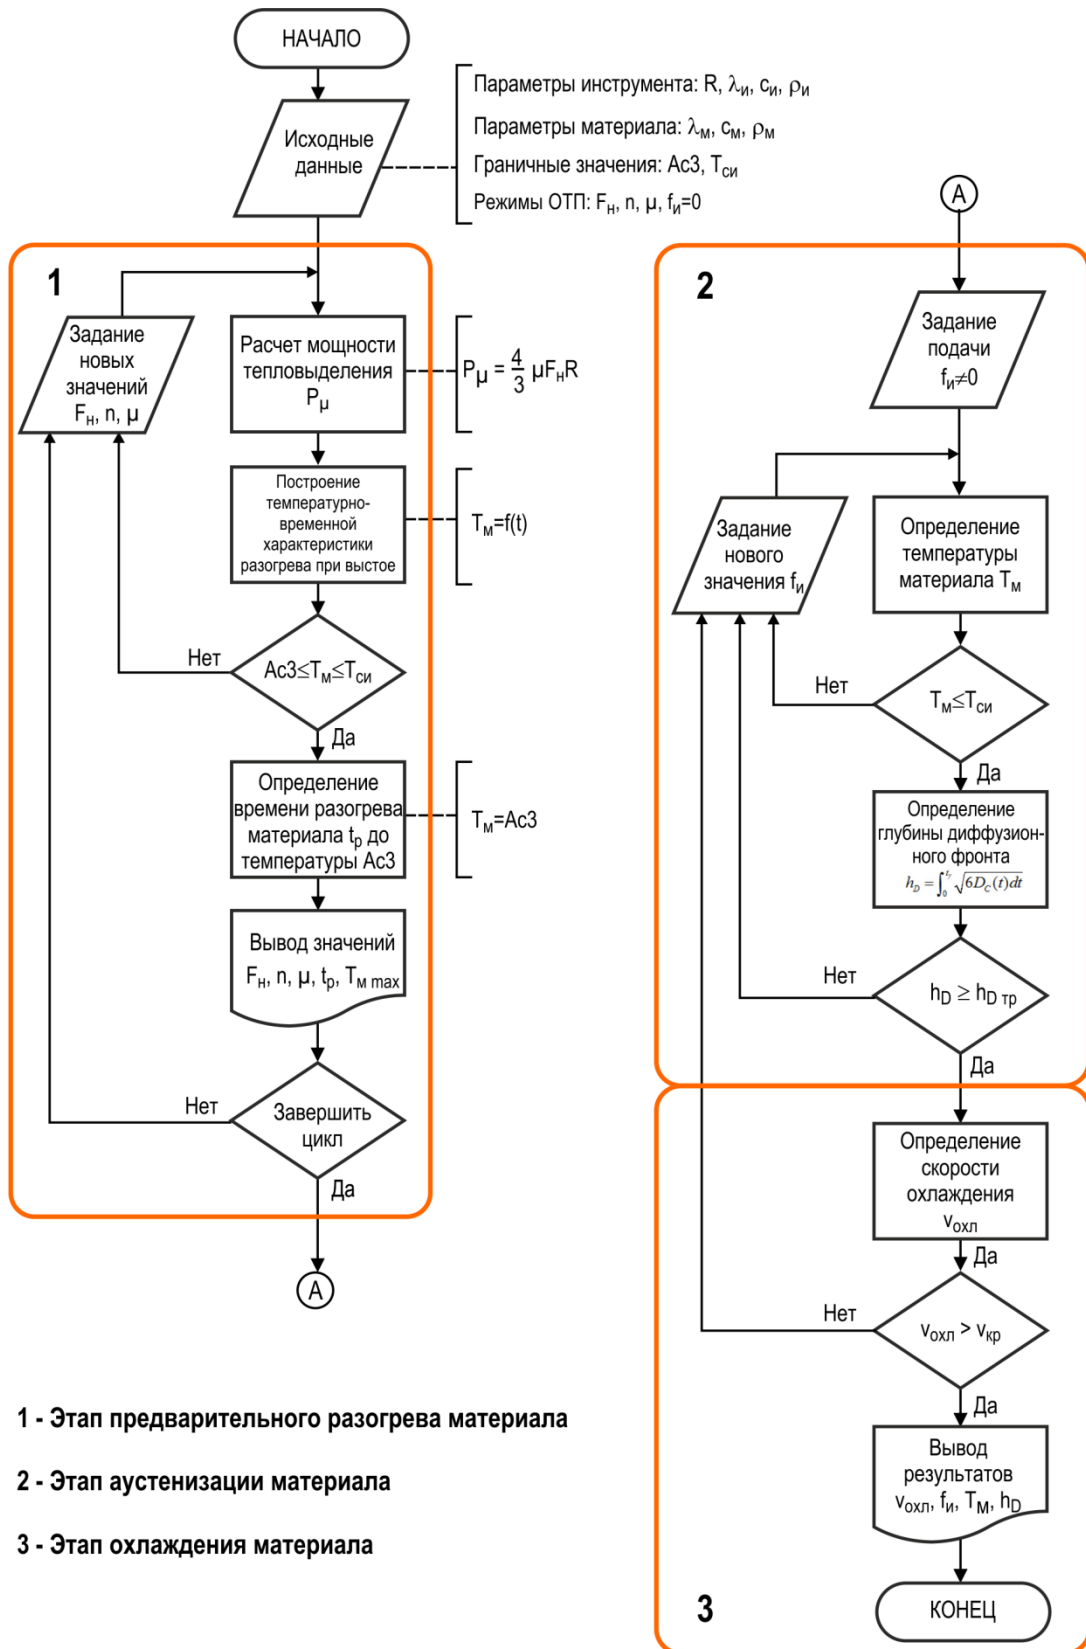 НАЧАЛО
Исходные
данные
Параметры инструмента: R, λи, cи, ρи
Параметры материала: λм, cм, ρм
Граничные значения: Ac3, Tси
Режимы ОТП: Fн, n, μ, fи=0
1
Задание
новых
значений
Fн, n, μ
Расчет мощности
тепловыделения
Pμ
Pμ = 4/3 μFнR
Построение
температурно-
временной
характеристики
разогрева при выстое
Tм=f(t)
Нет
Ac3≤Tм≤Tси
Да
Определение
времени разогрева
материала tр до
температуры Ac3
Tм=Ac3
Вывод значений
Fн, n, μ, tр, Tм max
Нет
Завершить
цикл
Да
A
A
2
Задание
подачи
fи≠0
Задание
нового
значения fи
Определение
температуры
материала Tм
Нет
Tм≤Tси
Да
Определение
глубины диффузион-
ного фронта
h_D = ∫₀^{t_r} √(6D_C(t)dt)
Нет
hD ≥ hD тр
Да
Определение
скорости
охлаждения
vохл
Да
Нет
vохл > vкр
Да
Вывод
результатов
vохл, fи, TМ, hD
3
КОНЕЦ
1 - Этап предварительного разогрева материала
2 - Этап аустенизации материала
3 - Этап охлаждения материала